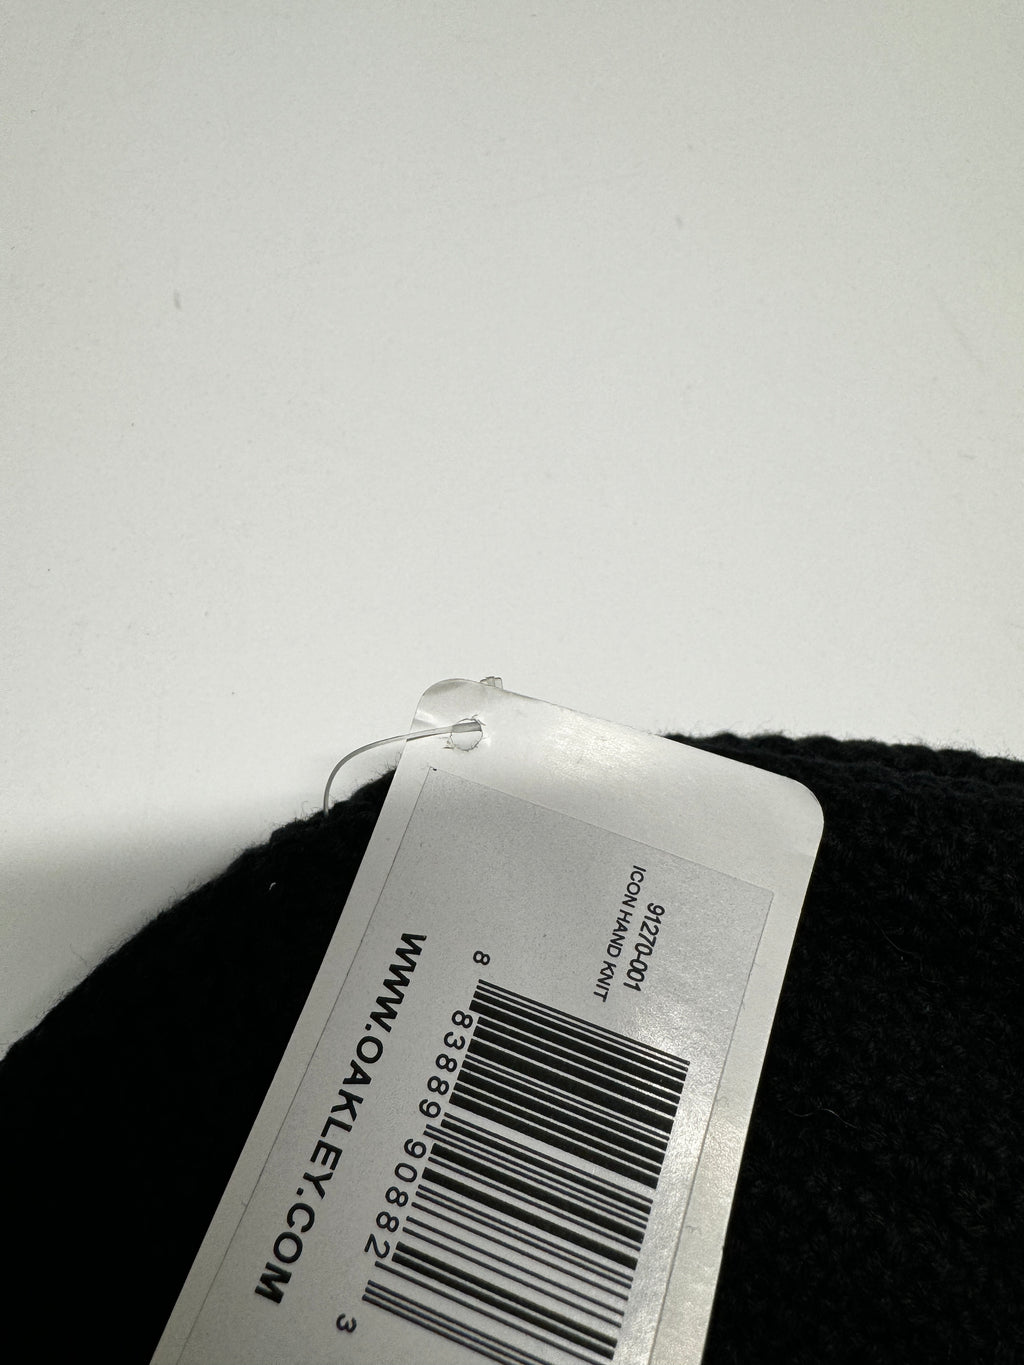 91270-001
ICON HAND KNIT
8 83889 90882 3
WWW.OAKLEY.COM